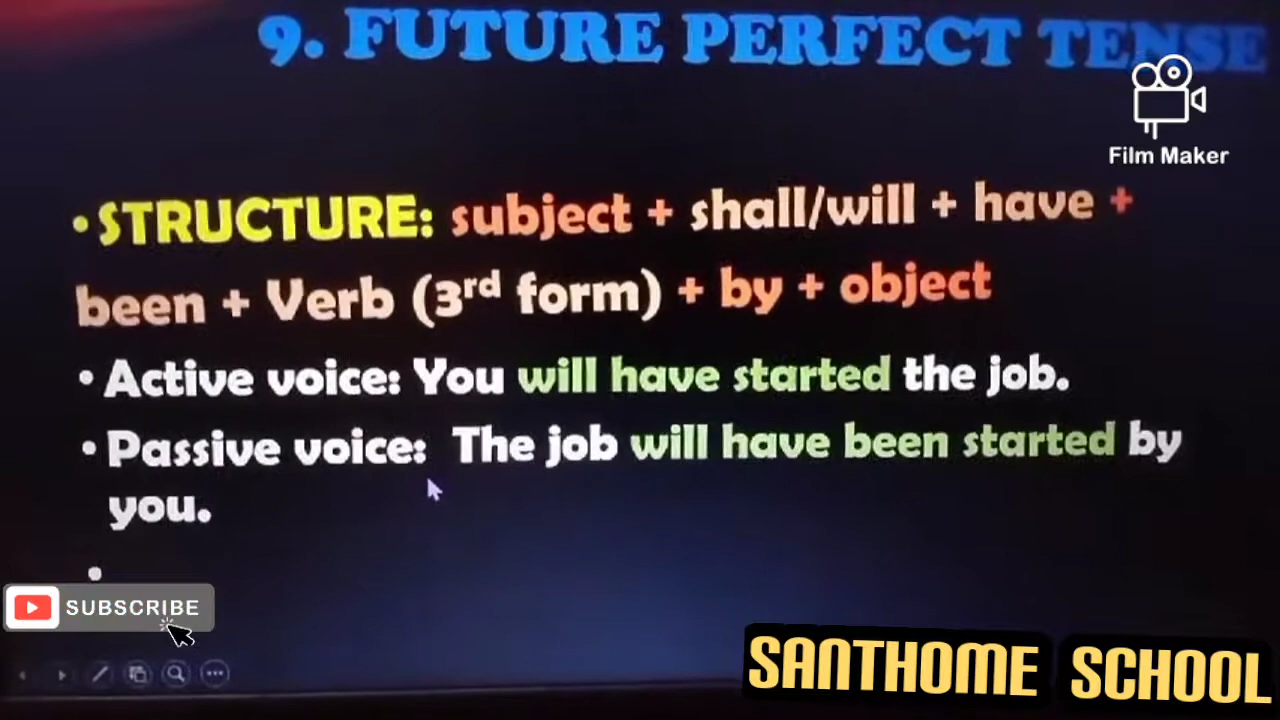 9. FUTURE PERFECT TENSE
Film Maker
•STRUCTURE: subject + shall/will + have +
been + Verb (3rd form) + by + object
• Active voice: You will have started the job.
• Passive voice: The job will have been started by
you.
•
SUBSCRIBE
SANTHOME SCHOOL